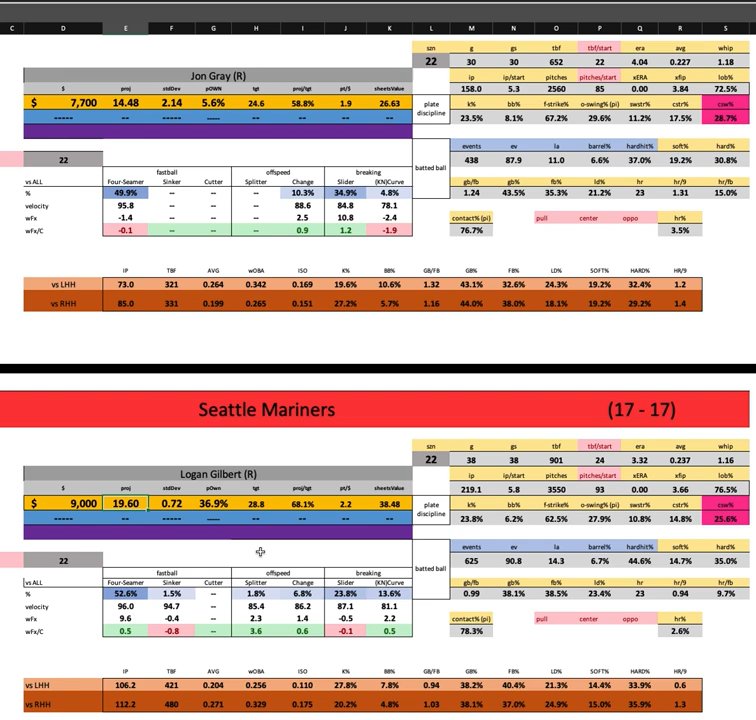 C D E F G H I J K L M N O P Q R S
szn g gs tbf tbf/start era avg whip
22 30 30 652 22 4.04 0.227 1.18
Jon Gray (R) ip ip/start pitches pitches/start xERA xfip lob%
$ proj stdDev pOWN tgt proj/tgt pt/$ sheetsValue 158.0 5.3 2560 85 0.00 3.84 72.5%
$ 7,700 14.48 2.14 5.6% 24.6 58.8% 1.9 26.63 plate discipline k% bb% f-strike% o-swing% (pi) swstr% cstr% csw%
----- -- -- ---- -- -- -- -- 23.5% 8.1% 67.2% 29.6% 11.2% 17.5% 28.7%
events ev la barrel% hardhit% soft% hard%
22 batted ball 438 87.9 11.0 6.6% 37.0% 19.2% 30.8%
fastball offspeed breaking
vs ALL Four-Seamer Sinker Cutter Splitter Change Slider (KN)Curve gb/fb gb% fb% ld% hr hr/9 hr/fb
% 49.9% -- -- -- 10.3% 34.9% 4.8% 1.24 43.5% 35.3% 21.2% 23 1.31 15.0%
velocity 95.8 -- -- -- 88.6 84.8 78.1
wFx -1.4 -- -- -- 2.5 10.8 -2.4 contact% (pi) pull center oppo hr%
wFx/C -0.1 -- -- -- 0.9 1.2 -1.9 76.7% 3.5%
IP TBF AVG wOBA ISO K% BB% GB/FB GB% FB% LD% SOFT% HARD% HR/9
vs LHH 73.0 321 0.264 0.342 0.169 19.6% 10.6% 1.32 43.1% 32.6% 24.3% 19.2% 32.4% 1.2
vs RHH 85.0 331 0.199 0.265 0.151 27.2% 5.7% 1.16 44.0% 38.0% 18.1% 19.2% 29.2% 1.4
Seattle Mariners (17 - 17)
szn g gs tbf tbf/start era avg whip
22 38 38 901 24 3.32 0.237 1.16
Logan Gilbert (R) ip ip/start pitches pitches/start xERA xfip lob%
$ proj stdDev pOWN tgt proj/tgt pt/$ sheetsValue 219.1 5.8 3550 93 0.00 3.66 76.5%
$ 9,000 19.60 0.72 36.9% 28.8 68.1% 2.2 38.48 plate discipline k% bb% f-strike% o-swing% (pi) swstr% cstr% csw%
----- -- -- ---- -- -- -- -- 23.8% 6.2% 62.5% 27.9% 10.8% 14.8% 25.6%
events ev la barrel% hardhit% soft% hard%
22 batted ball 625 90.8 14.3 6.7% 44.6% 14.7% 35.0%
fastball offspeed breaking
vs ALL Four-Seamer Sinker Cutter Splitter Change Slider (KN)Curve gb/fb gb% fb% ld% hr hr/9 hr/fb
% 52.6% 1.5% -- 1.8% 6.8% 23.8% 13.6% 0.99 38.1% 38.5% 23.4% 23 0.94 9.7%
velocity 96.0 94.7 -- 85.4 86.2 87.1 81.1
wFx 9.6 -0.4 -- 2.3 1.4 -0.5 2.2 contact% (pi) pull center oppo hr%
wFx/C 0.5 -0.8 -- 3.6 0.6 -0.1 0.5 78.3% 2.6%
IP TBF AVG wOBA ISO K% BB% GB/FB GB% FB% LD% SOFT% HARD% HR/9
vs LHH 106.2 421 0.204 0.256 0.110 27.8% 7.8% 0.94 38.2% 40.4% 21.3% 14.4% 33.9% 0.6
vs RHH 112.2 480 0.271 0.329 0.175 20.2% 4.8% 1.03 38.1% 37.0% 24.9% 15.0% 35.9% 1.3